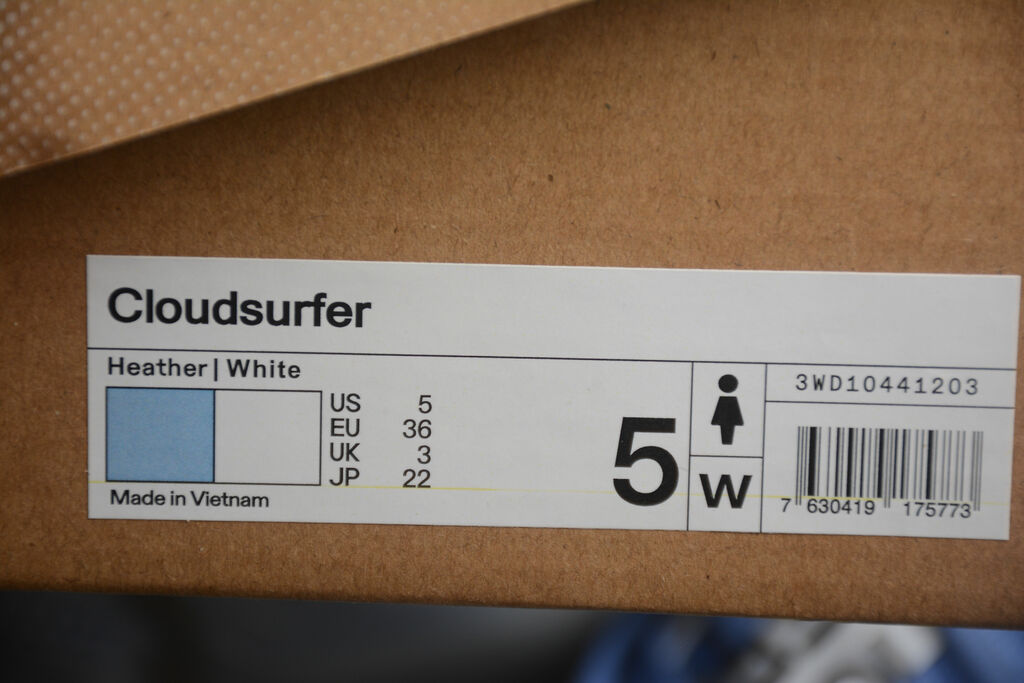 Cloudsurfer
Heather | White
US 5
EU 36
UK 3
JP 22
Made in Vietnam
5
W
3WD10441203
7 630419 175773